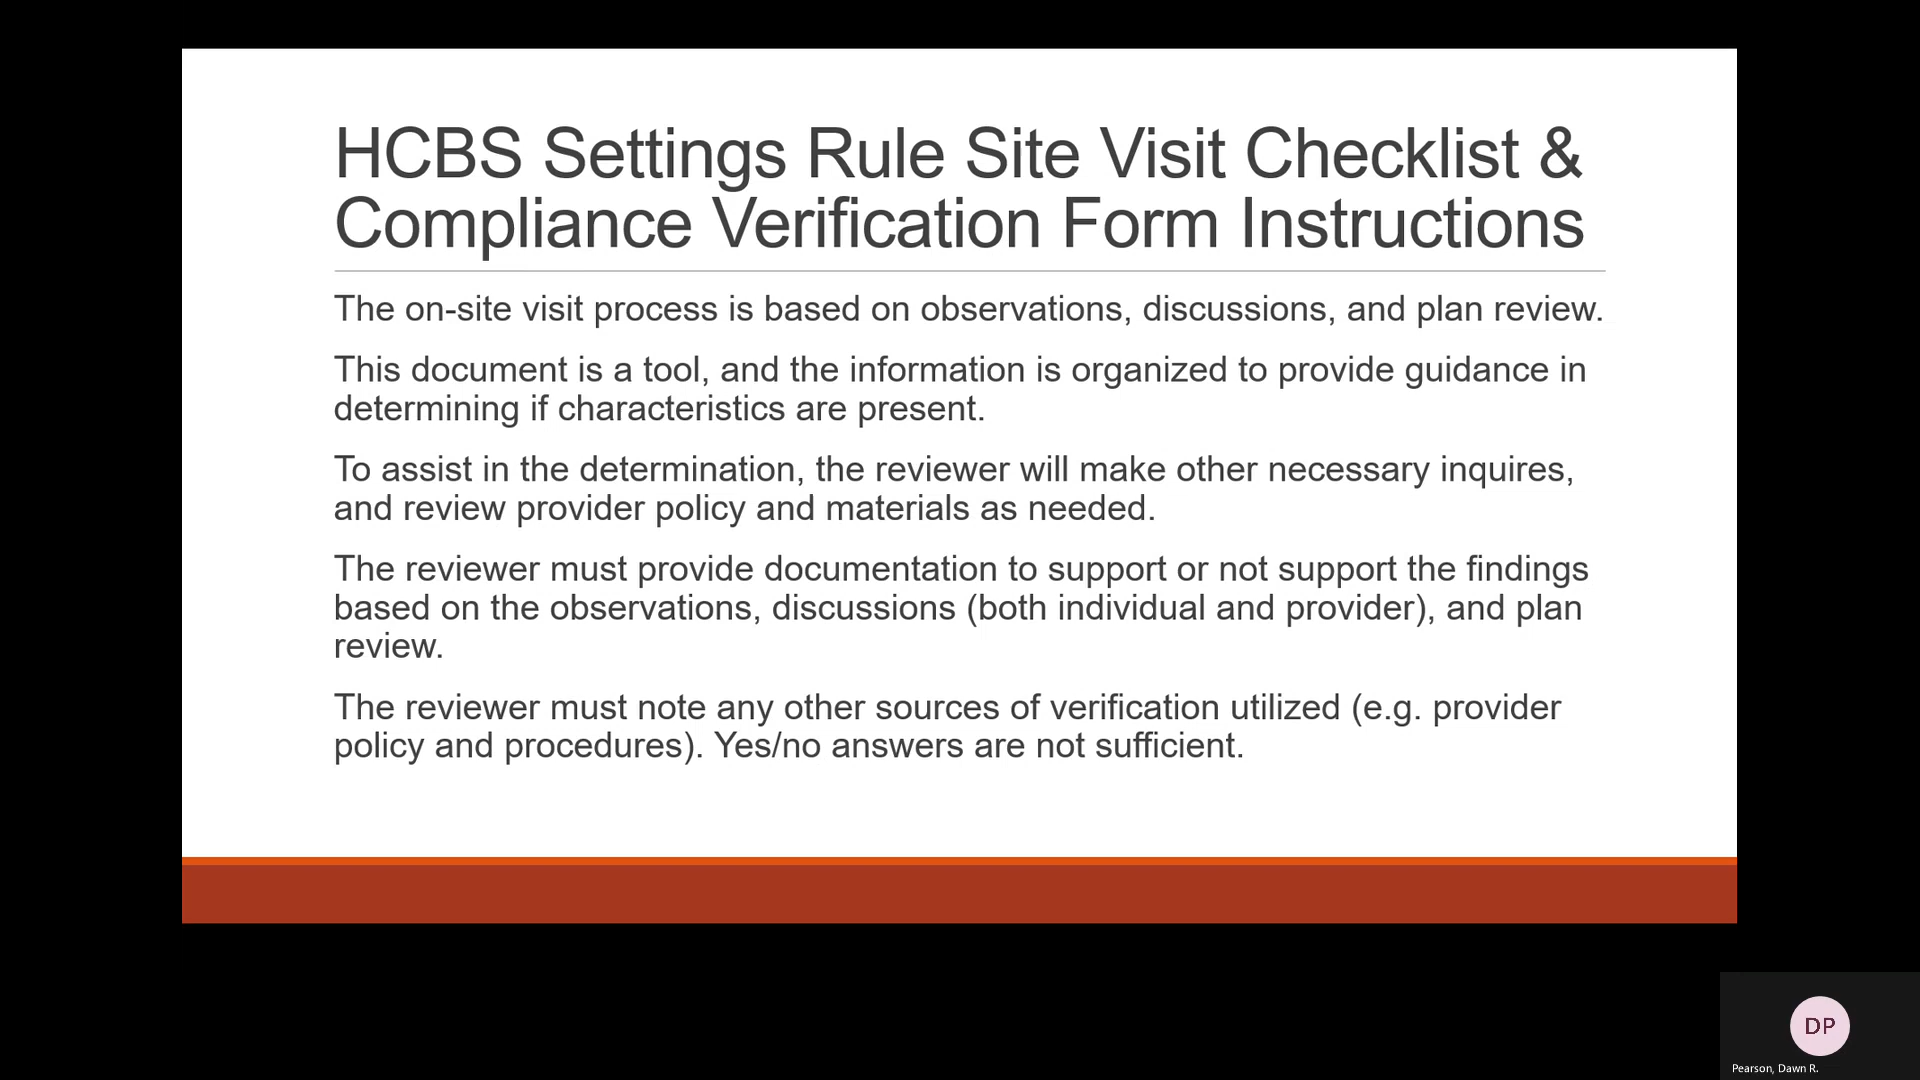 HCBS Settings Rule Site Visit Checklist &
Compliance Verification Form Instructions
The on-site visit process is based on observations, discussions, and plan review.
This document is a tool, and the information is organized to provide guidance in
determining if characteristics are present.
To assist in the determination, the reviewer will make other necessary inquires,
and review provider policy and materials as needed.
The reviewer must provide documentation to support or not support the findings
based on the observations, discussions (both individual and provider), and plan
review.
The reviewer must note any other sources of verification utilized (e.g. provider
policy and procedures). Yes/no answers are not sufficient.
DP
Pearson, Dawn R.